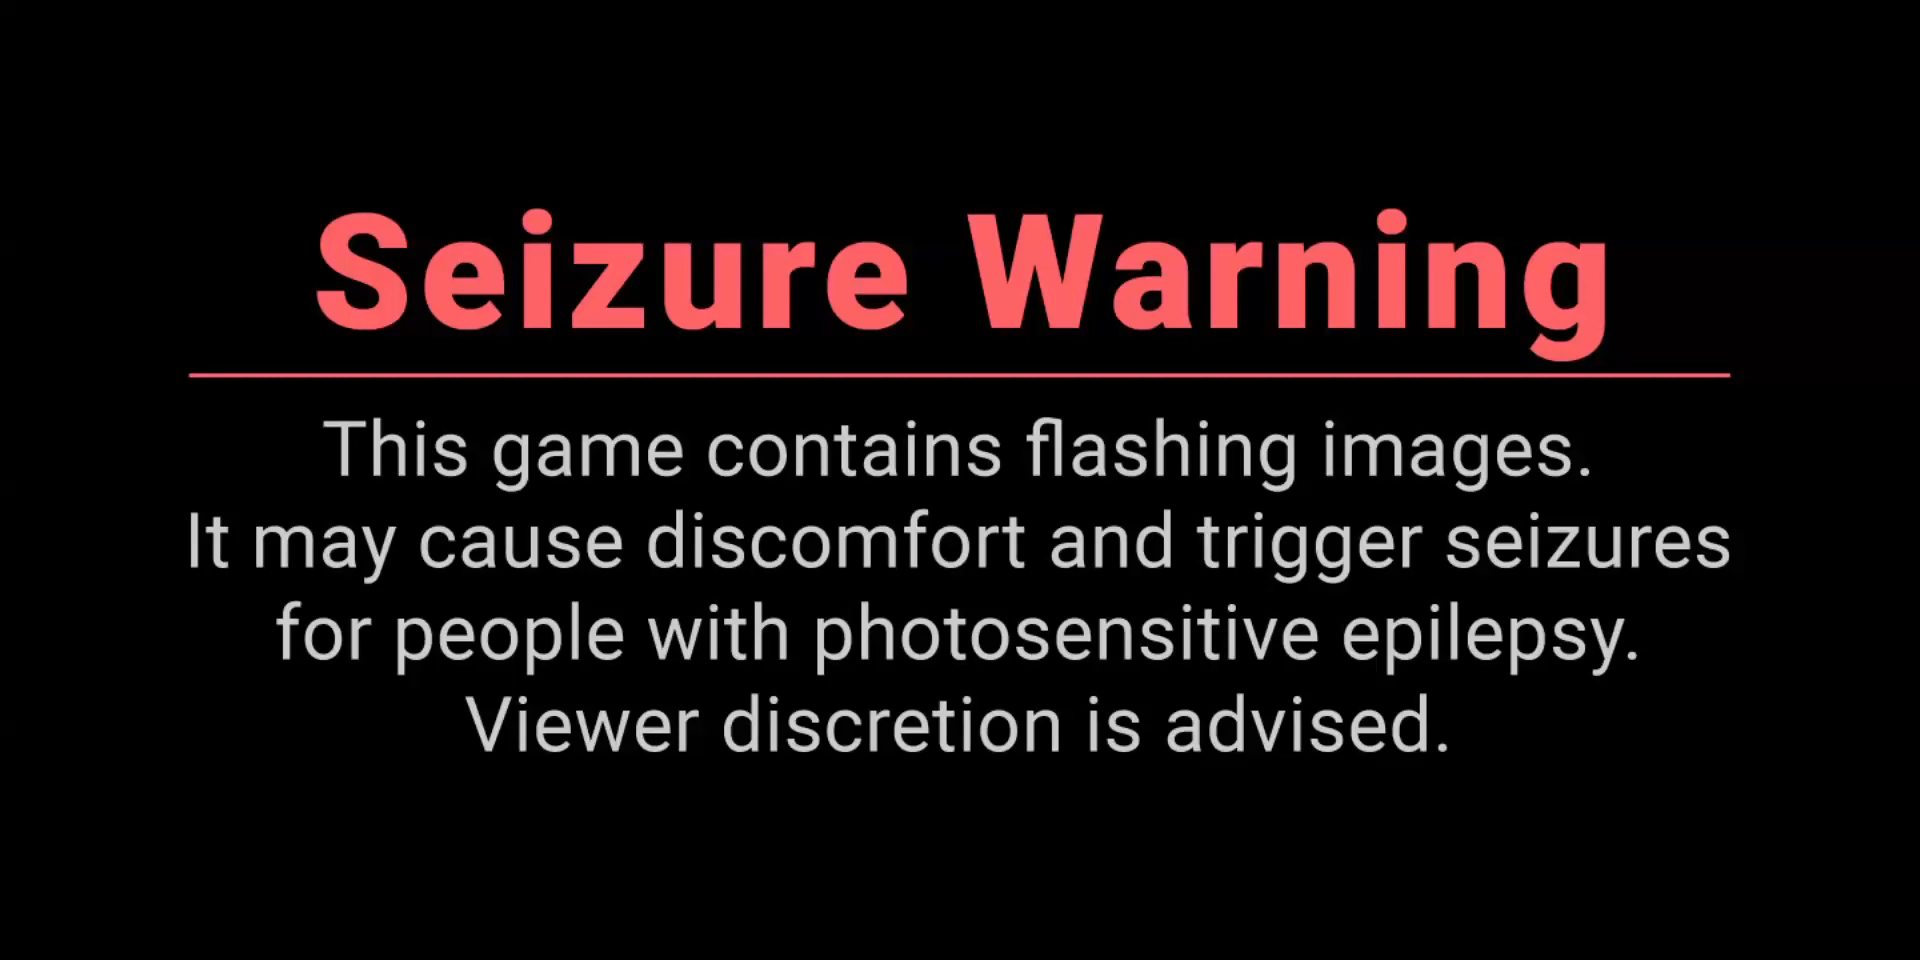 Seizure Warning
This game contains flashing images.
It may cause discomfort and trigger seizures
for people with photosensitive epilepsy.
Viewer discretion is advised.